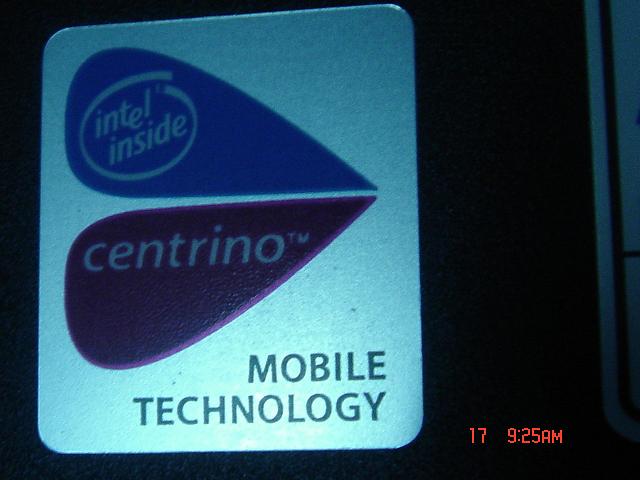 intel
inside
centrino™
MOBILE
TECHNOLOGY
17 9:25AM